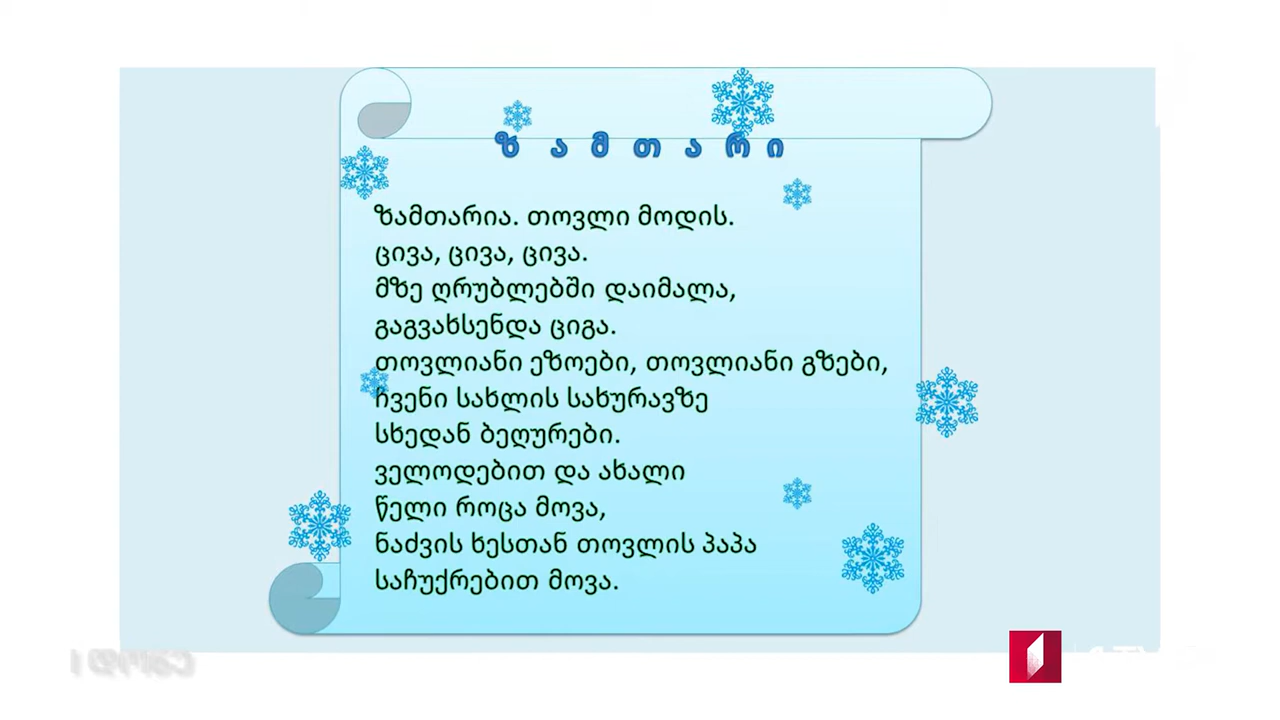 ზ ა მ თ ა რ ი
ზამთარია. თოვლი მოდის.
ცივა, ცივა, ცივა.
მზე ღრუბლებში დაიმალა,
გაგვახსენდა ციგა.
თოვლიანი ეზოები, თოვლიანი გზები,
ჩვენი სახლის სახურავზე
სხედან ბეღურები.
ველოდებით და ახალი
წელი როცა მოვა,
ნაძვის ხესთან თოვლის პაპა
საჩუქრებით მოვა.